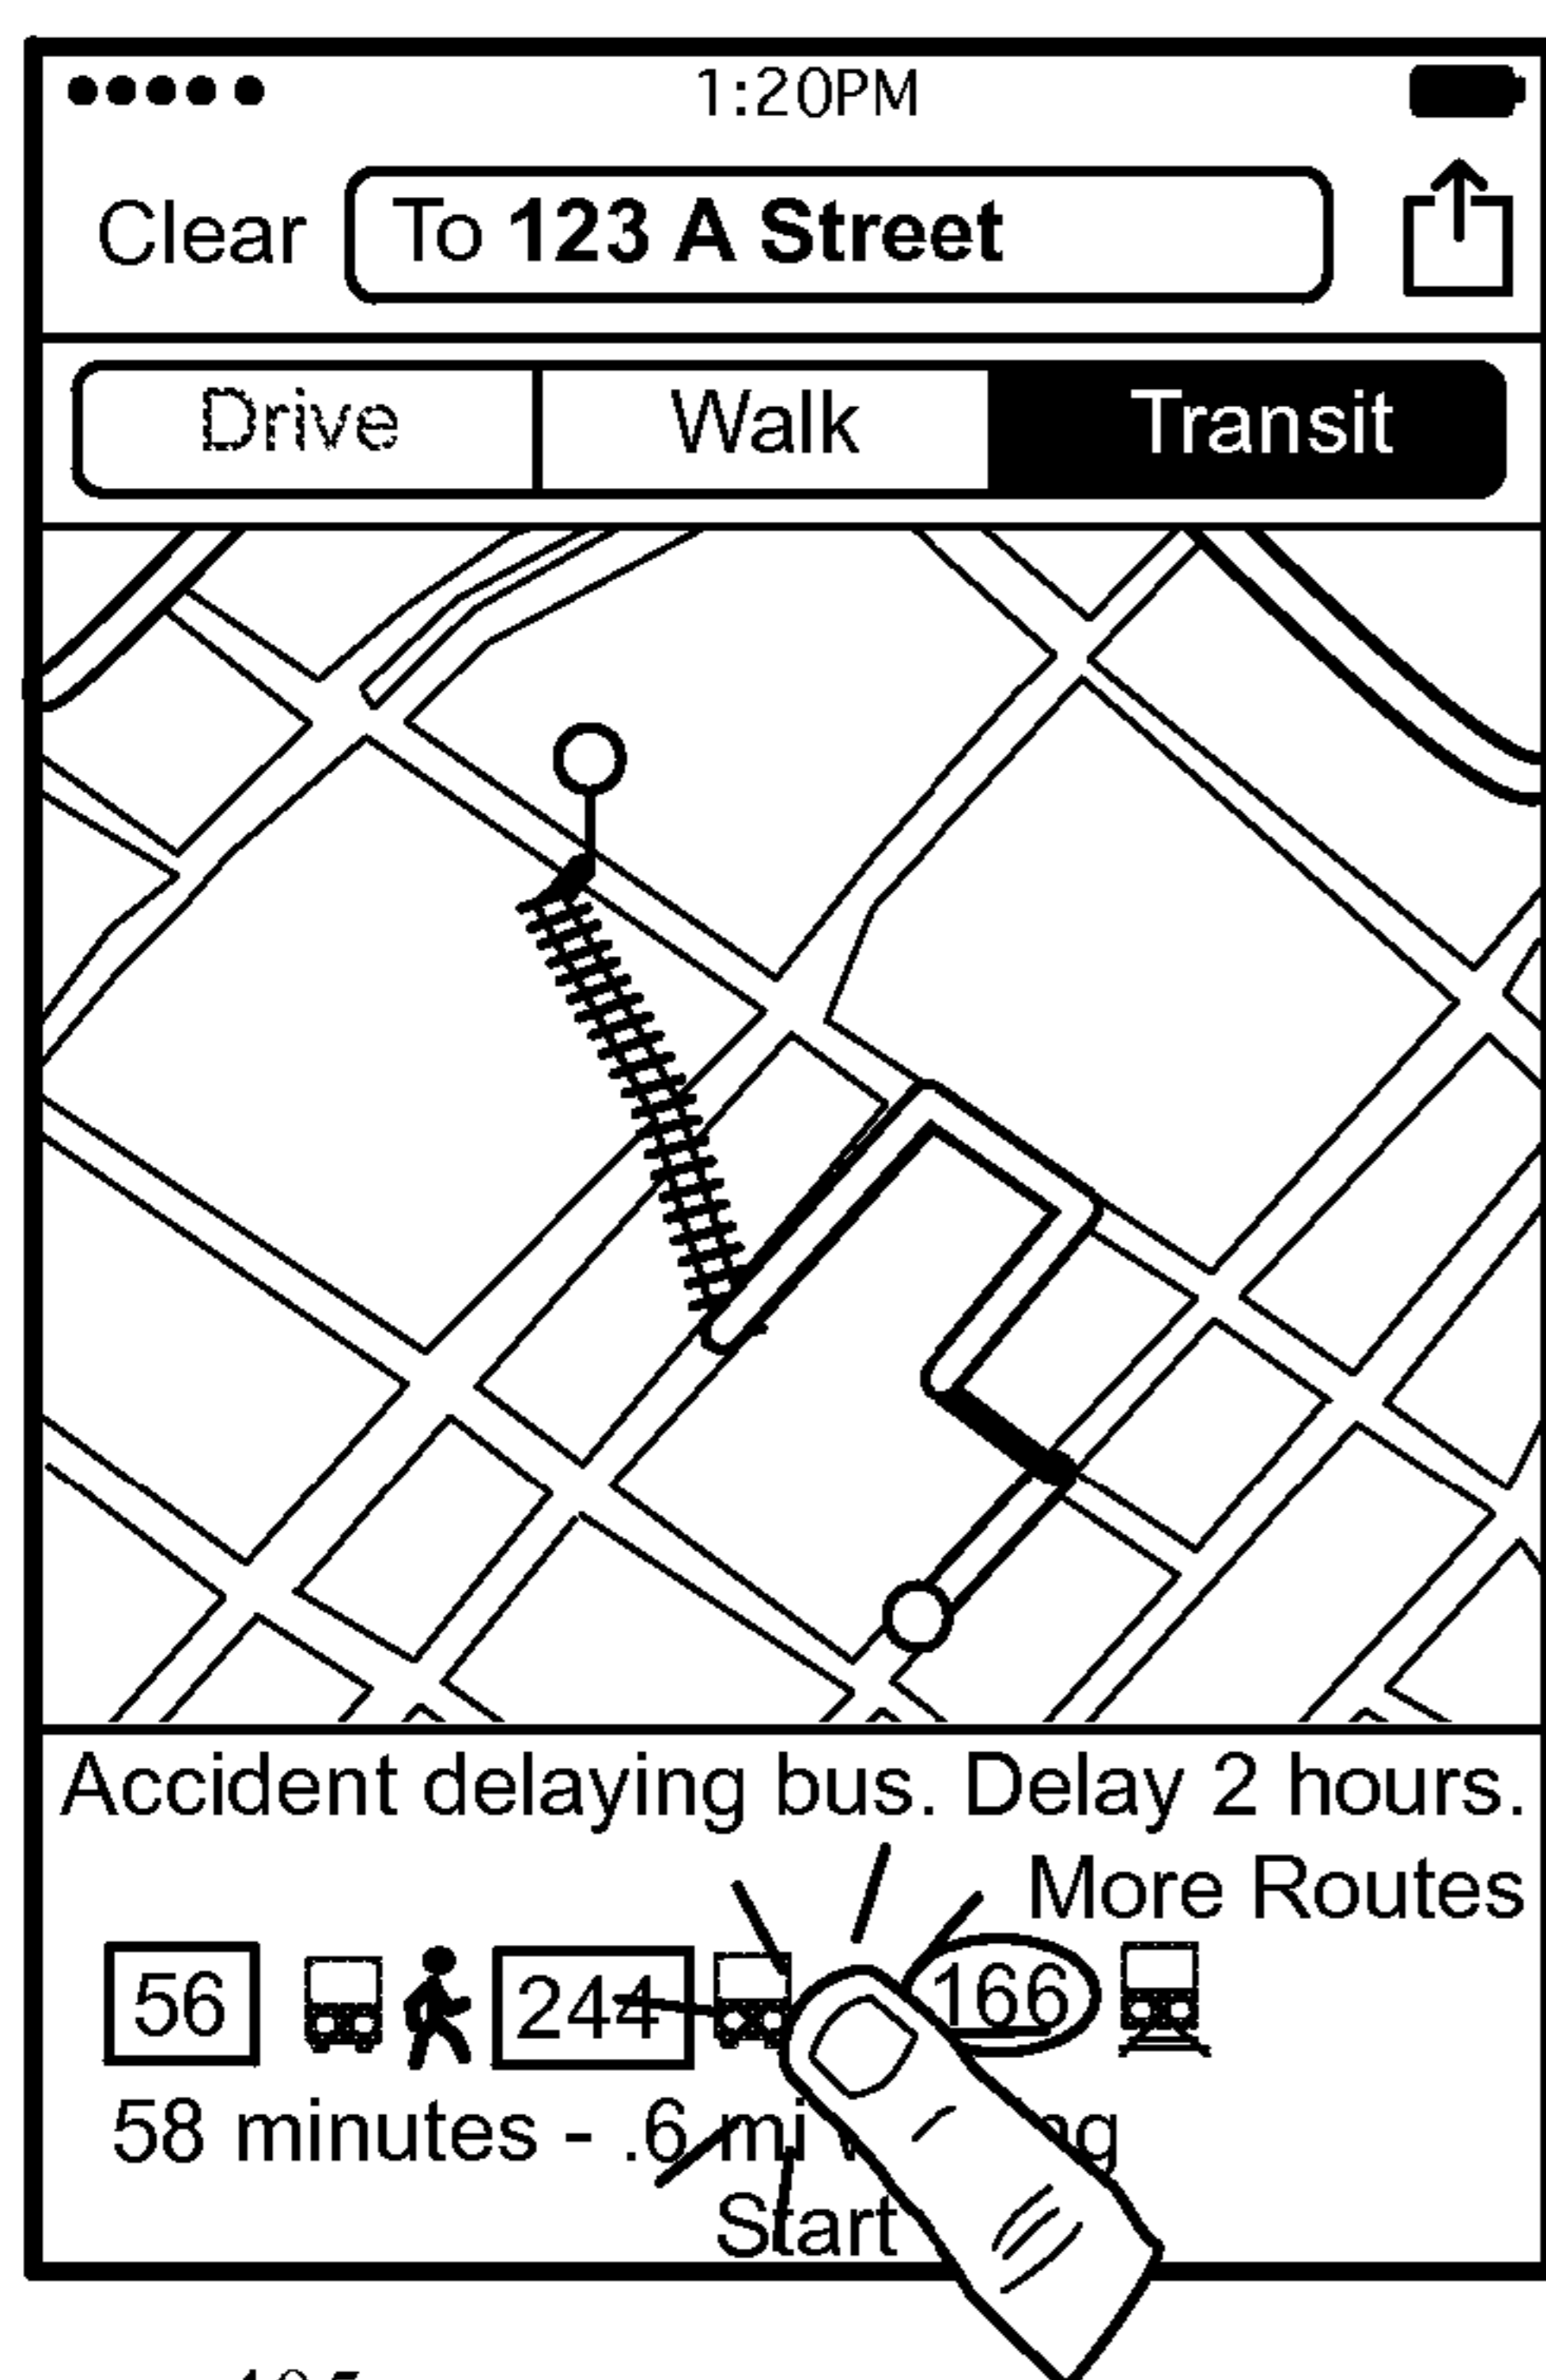 1:20PM
Clear To 123 A Street
Drive Walk Transit
Accident delaying bus. Delay 2 hours.
More Routes
56 244 166
58 minutes - .6 mi
Start